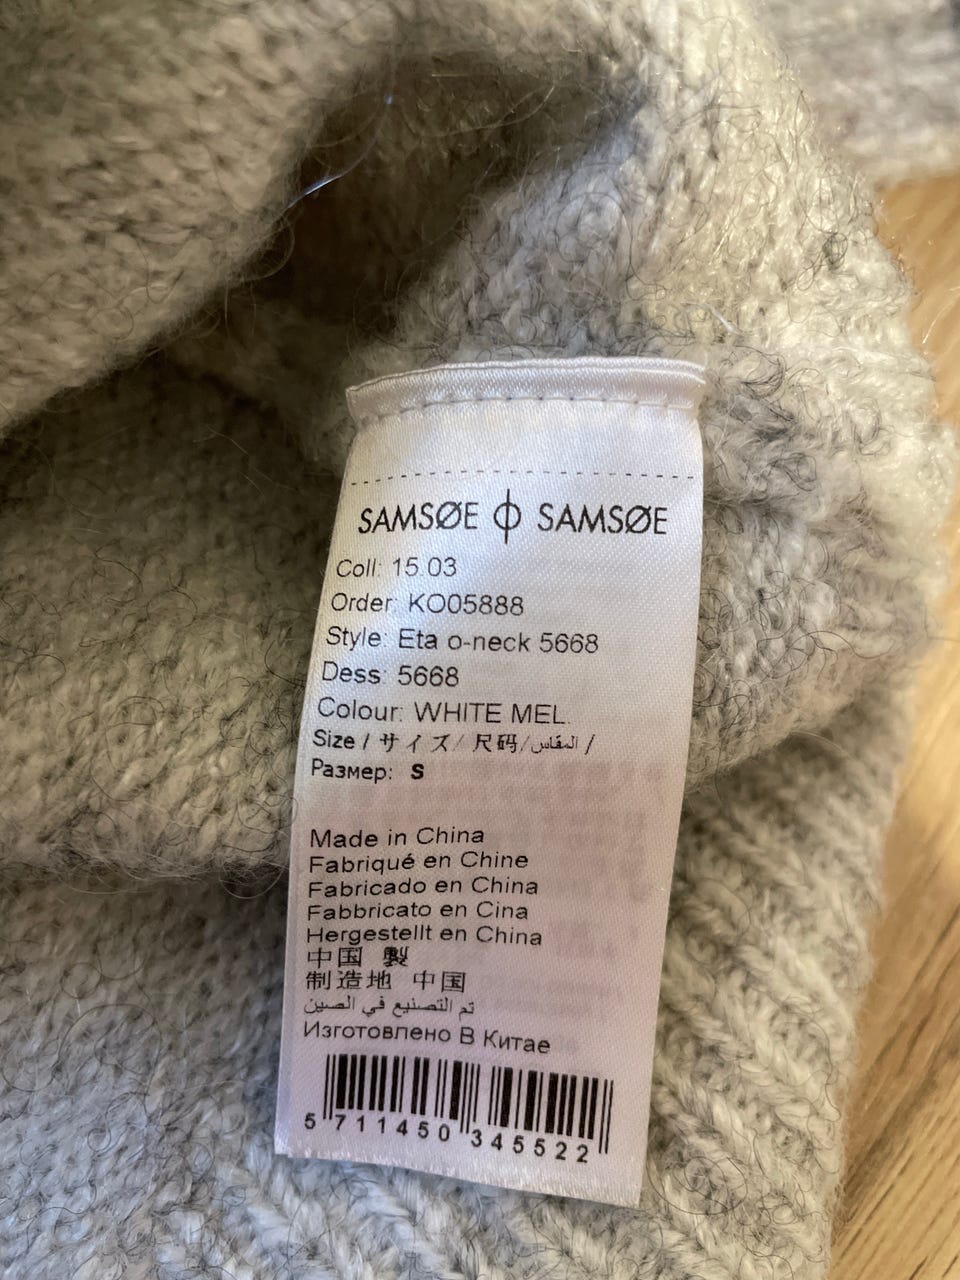 SAMSØE ϕ SAMSØE
Coll: 15.03
Order: KO05888
Style: Eta o-neck 5668
Dess: 5668
Colour: WHITE MEL.
Size / サイズ/ 尺码/المقاس /
Размер: S
Made in China
Fabriqué en Chine
Fabricado en China
Fabbricato en Cina
Hergestellt en China
中国 製
制造地 中国
تم التصنيع في الصين
Изготовлено В Китае
5 711450 345522